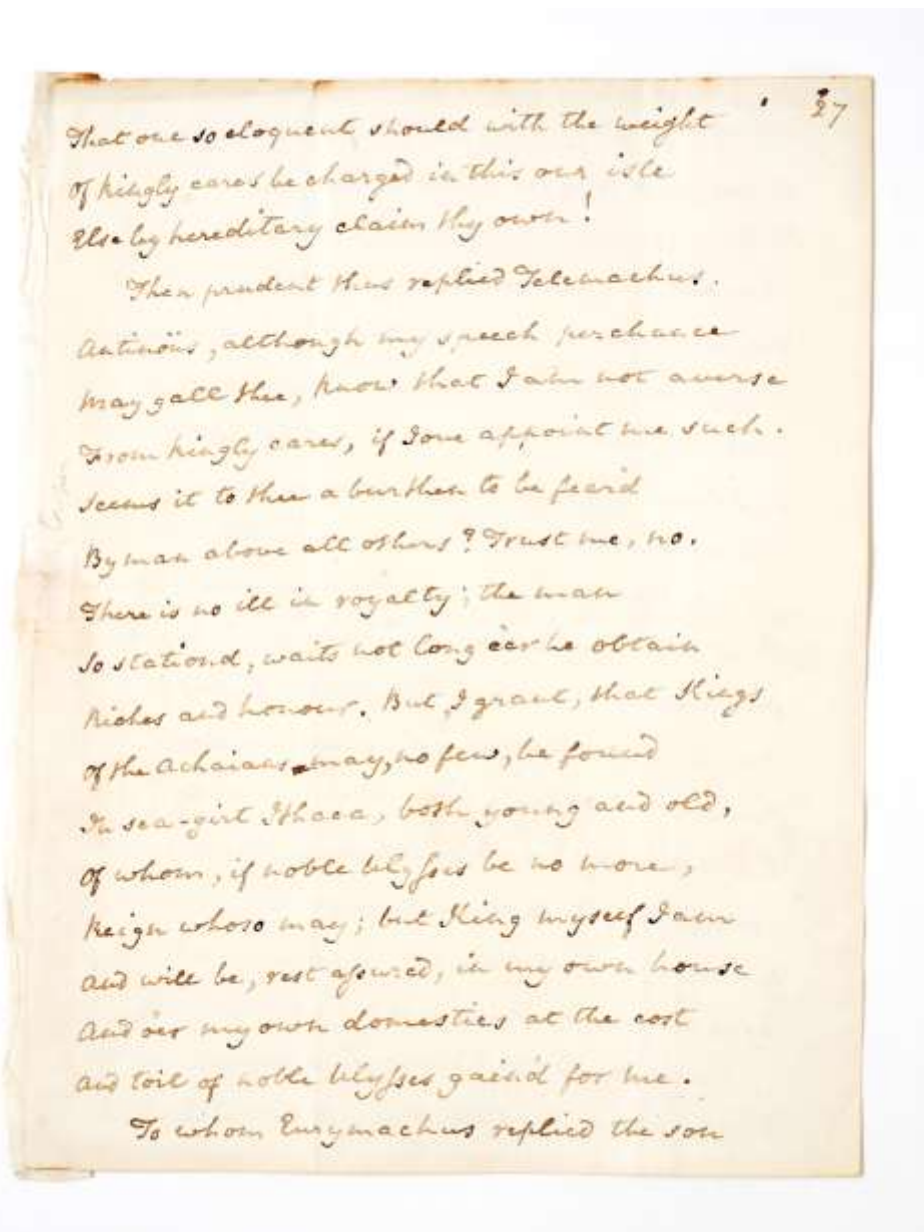 27
That one so eloquent should with the weight
Of kingly cares be charged in this our isle
Else by hereditary claim thy own!
Then prudent thus replied Telemachus.
Antinoüs, although my speech perchance
May gall thee, know that I am not averse
From kingly cares, if Jove appoint me such.
Seems it to thee a burthen to be fear'd
By man above all others? Trust me, no.
There is no ill in royalty; the man
So station'd, waits not long e'er he obtain
Riches and honour. But I grant, that Kings
Of the Achaians may, no few, be found
In sea-girt Ithaca, both young and old,
Of whom, if noble Ulysses be no more,
Reign whoso may; but King myself I am
And will be, rest assured, in my own house
And o'er my own domestics at the cost
And toil of noble Ulysses gain'd for me.
To whom Eurymachus replied the son